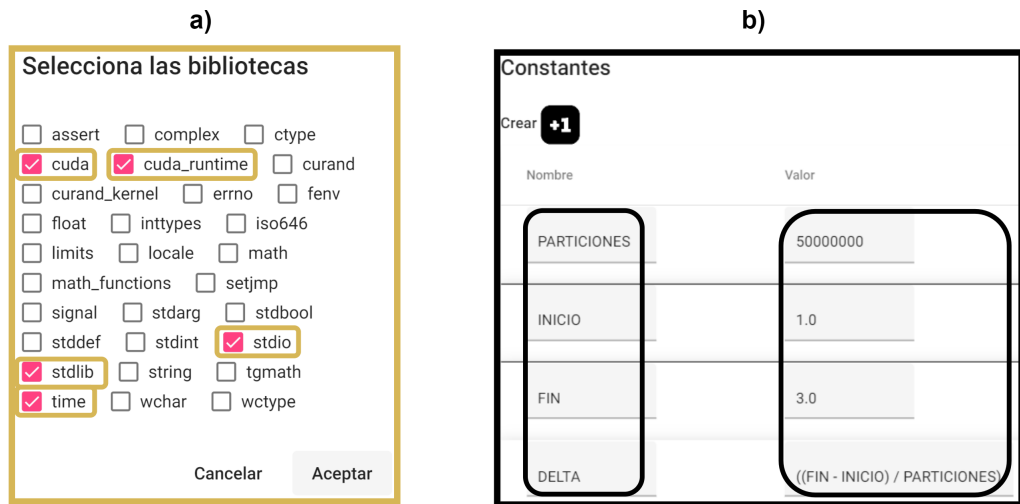 a)
Selecciona las bibliotecas
assert complex ctype
cuda cuda_runtime curand
curand_kernel errno fenv
float inttypes iso646
limits locale math
math_functions setjmp
signal stdarg stdbool
stddef stdint stdio
stdlib string tgmath
time wchar wctype
Cancelar Aceptar
b)
Constantes
Crear +1
Nombre Valor
PARTICIONES 50000000
INICIO 1.0
FIN 3.0
DELTA ((FIN - INICIO) / PARTICIONES)